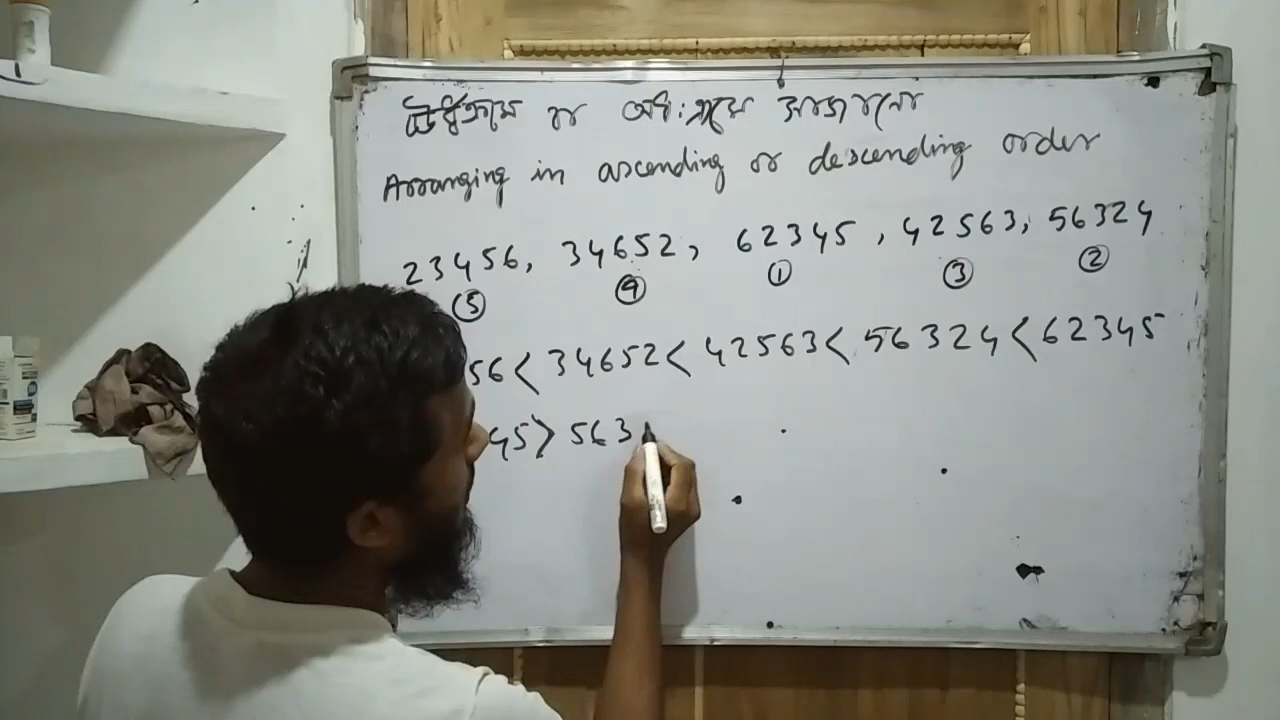 উর্ধ্বক্রমে বা অধঃক্রমে সাজানো
Arranging in ascending or descending order
23456, 34652, 62345, 42563, 56324
⑤ ④ ① ③ ②
56 < 34652 < 42563 < 56324 < 62345
45 > 563